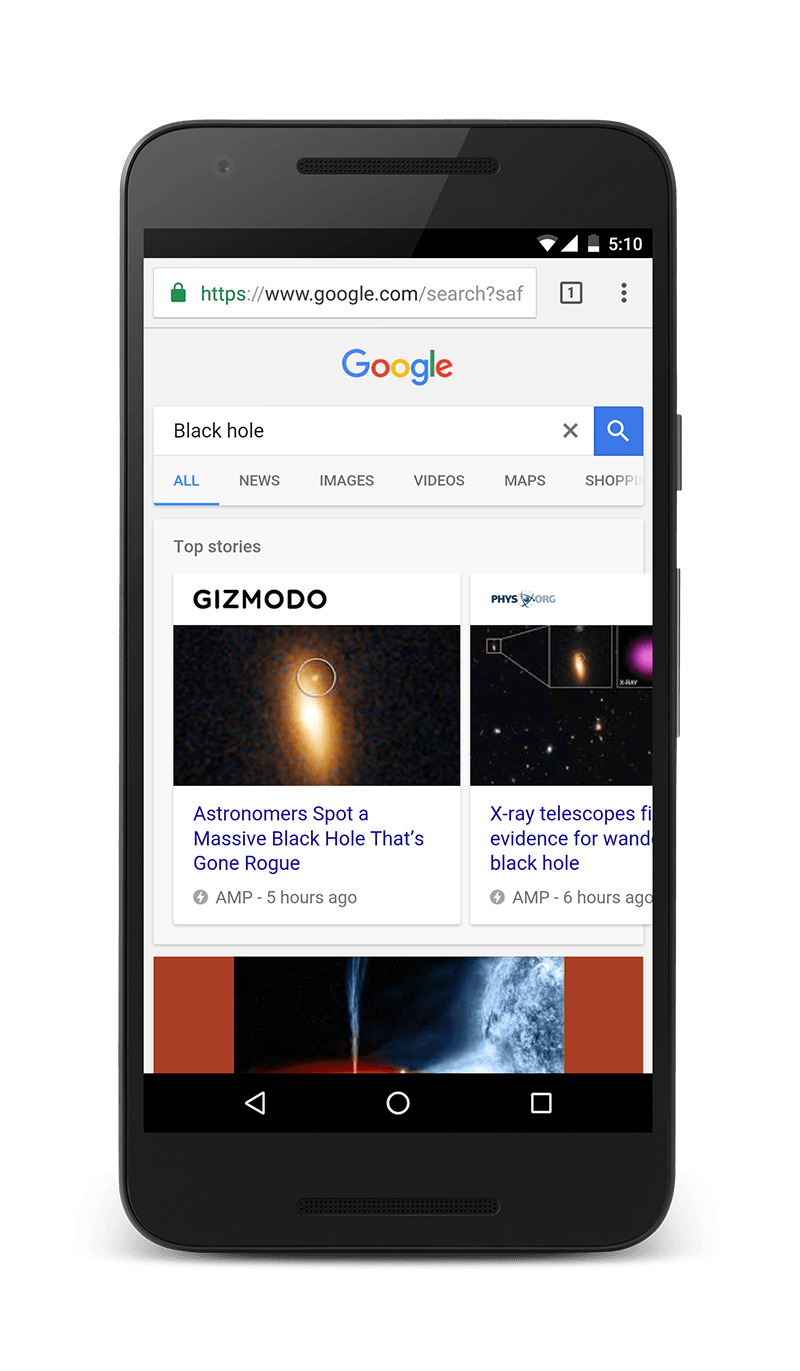 5:10
https://www.google.com/search?saf
1
Google
Black hole
ALL NEWS IMAGES VIDEOS MAPS SHOPPIN
Top stories
GIZMODO
PHYS ORG
X-RAY
Astronomers Spot a
Massive Black Hole That’s
Gone Rogue
AMP - 5 hours ago
X-ray telescopes fi
evidence for wand
black hole
AMP - 6 hours ago